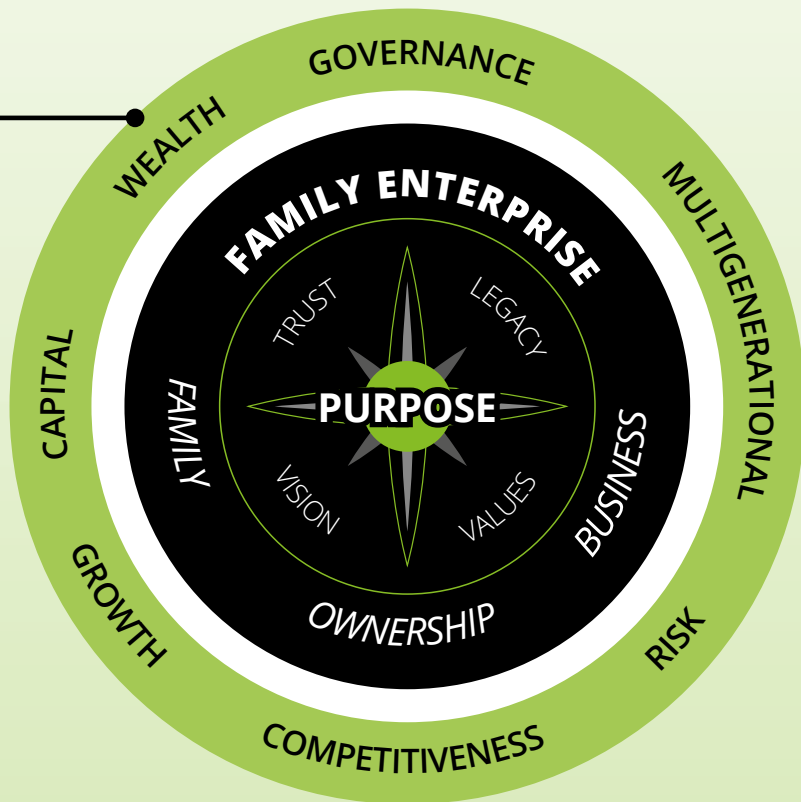 GOVERNANCE
WEALTH
MULTIGENERATIONAL
CAPITAL
GROWTH
RISK
COMPETITIVENESS
FAMILY ENTERPRISE
FAMILY
BUSINESS
OWNERSHIP
TRUST
LEGACY
PURPOSE
VISION
VALUES